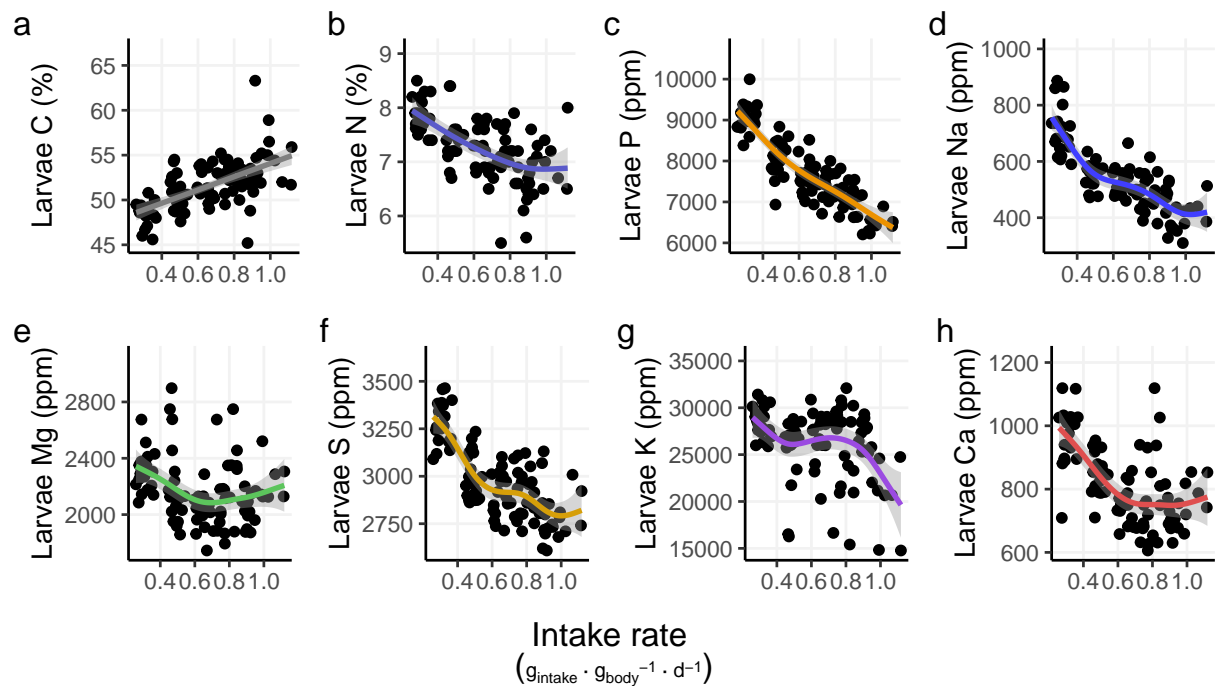 a
Larvae C (%)
65
60
55
50
45
0.4 0.6 0.8 1.0
b
Larvae N (%)
9
8
7
6
0.4 0.6 0.8 1.0
c
Larvae P (ppm)
10000
9000
8000
7000
6000
0.4 0.6 0.8 1.0
d
Larvae Na (ppm)
1000
800
600
400
0.4 0.6 0.8 1.0
e
Larvae Mg (ppm)
2800
2400
2000
0.4 0.6 0.8 1.0
f
Larvae S (ppm)
3500
3250
3000
2750
0.4 0.6 0.8 1.0
g
Larvae K (ppm)
35000
30000
25000
20000
15000
0.4 0.6 0.8 1.0
h
Larvae Ca (ppm)
1200
1000
800
600
0.4 0.6 0.8 1.0
Intake rate
(g_intake · g_body⁻¹ · d⁻¹)